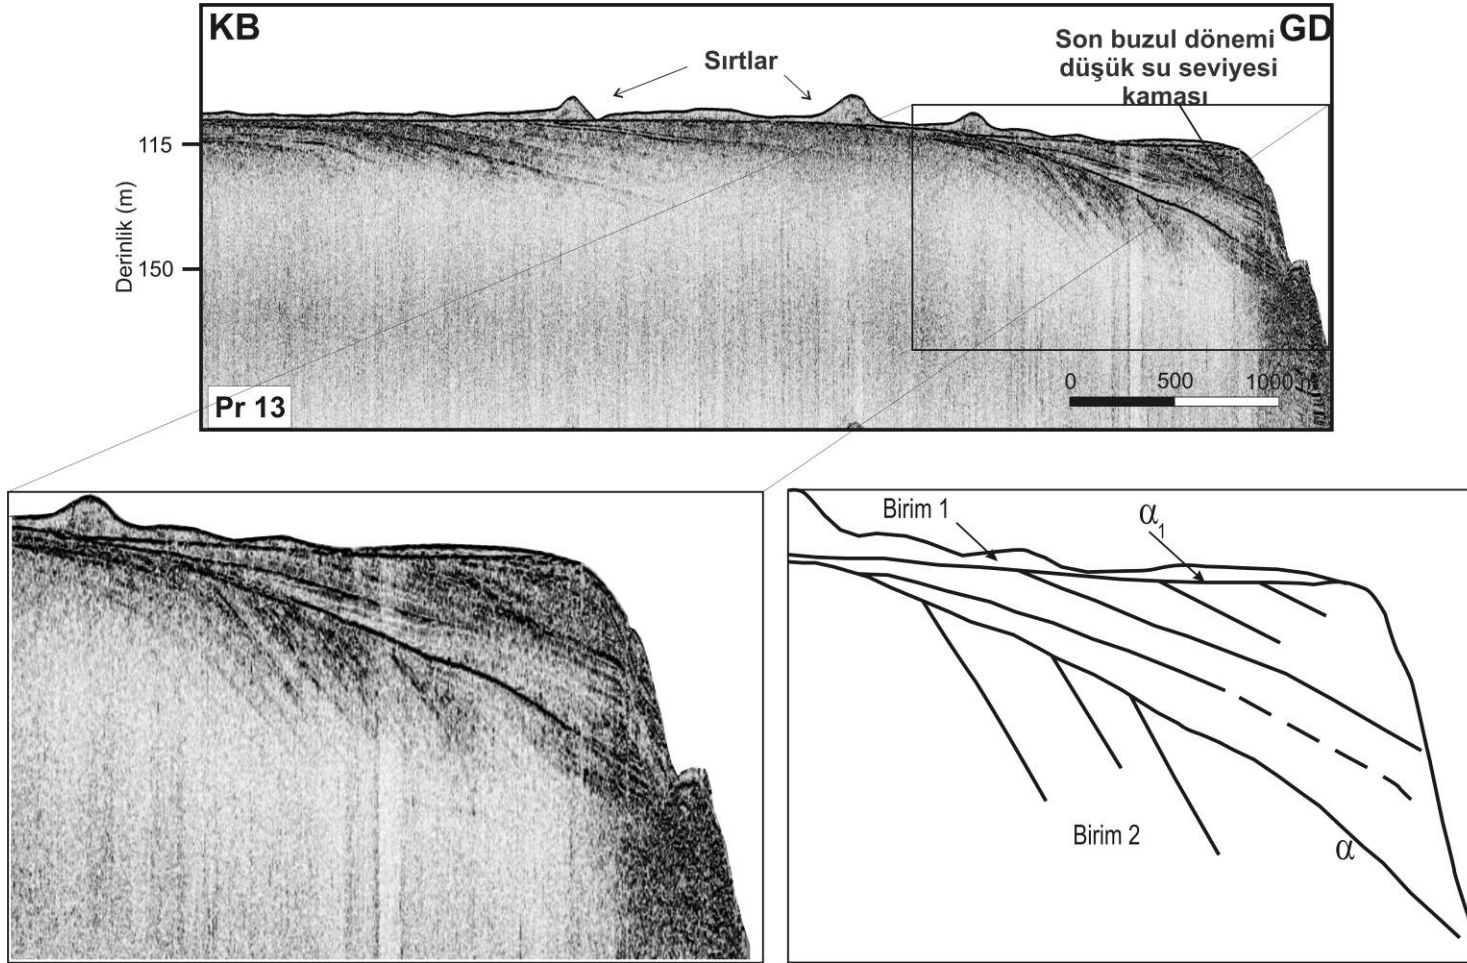 KB
GD
Son buzul dönemi
düşük su seviyesi
kaması
Sırtlar
115
Derinlik (m)
150
0 500 1000 m
Pr 13
Birim 1
α1
Birim 2
α